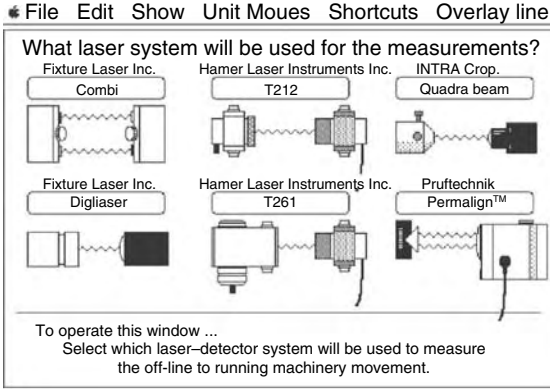 File Edit Show Unit Moues Shortcuts Overlay line
What laser system will be used for the measurements?
Fixture Laser Inc. Hamer Laser Instruments Inc. INTRA Crop.
Combi T212 Quadra beam
Fixture Laser Inc. Hamer Laser Instruments Inc. Pruftechnik
Digliaser T261 Permalign™
To operate this window ...
Select which laser–detector system will be used to measure
the off-line to running machinery movement.